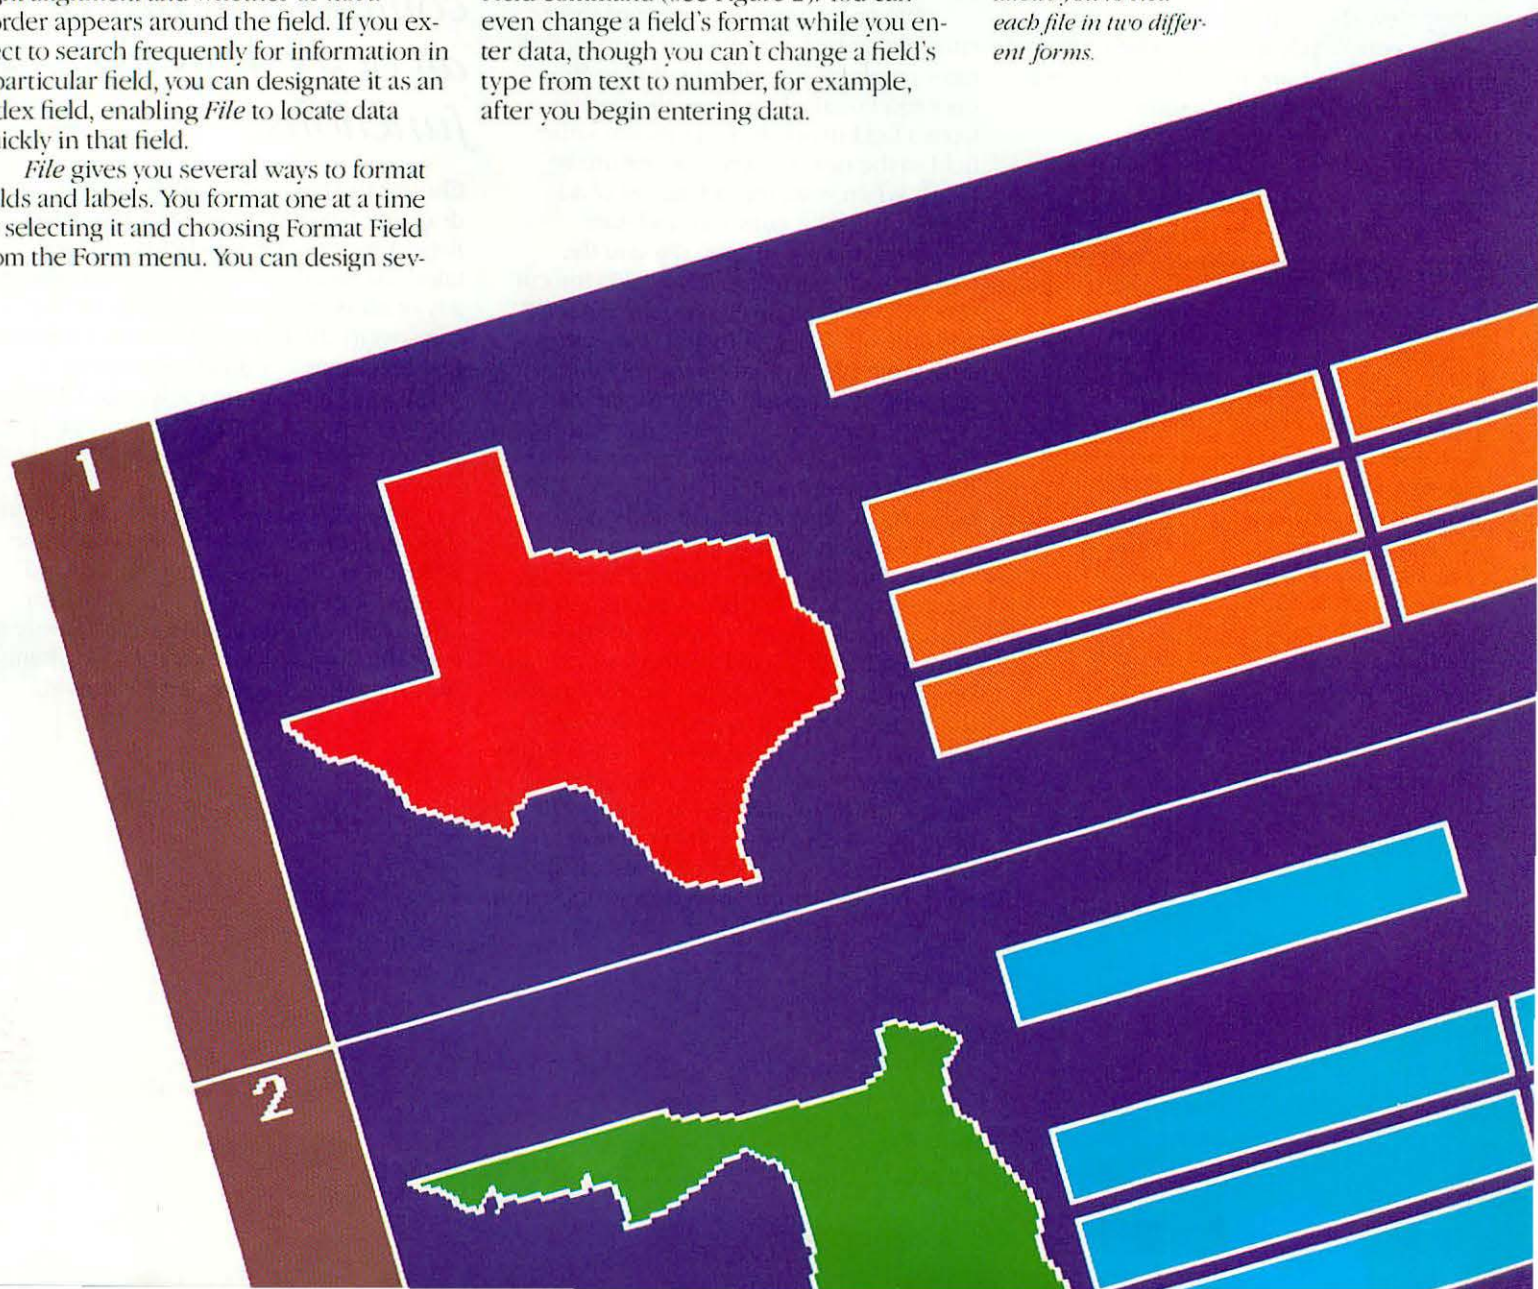 order appears around the field. If you ex-
ct to search frequently for information in
particular field, you can designate it as an
dex field, enabling File to locate data
ickly in that field.
File gives you several ways to format
lds and labels. You format one at a time
selecting it and choosing Format Field
om the Form menu. You can design sev-
even change a field's format while you en-
ter data, though you can't change a field's
type from text to number, for example,
after you begin entering data.
each file in two differ-
ent forms.
1
2